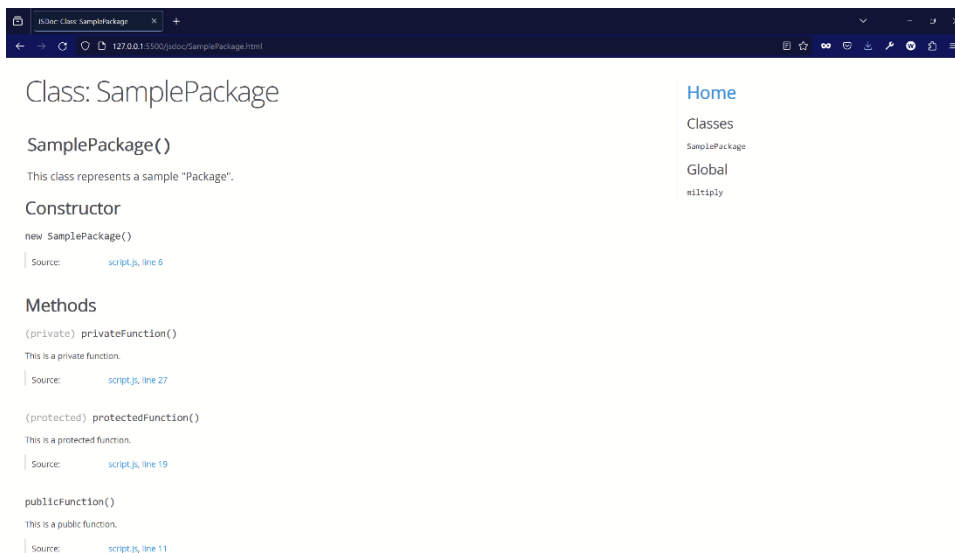 JSDoc: Class: SamplePackage
127.0.0.1:5500/jsdoc/SamplePackage.html
Class: SamplePackage
SamplePackage()
This class represents a sample "Package".
Constructor
new SamplePackage()
Source: script.js, line 6
Methods
(private) privateFunction()
This is a private function.
Source: script.js, line 27
(protected) protectedFunction()
This is a protected function.
Source: script.js, line 19
publicFunction()
This is a public function.
Source: script.js, line 11
Home
Classes
SamplePackage
Global
miltiply